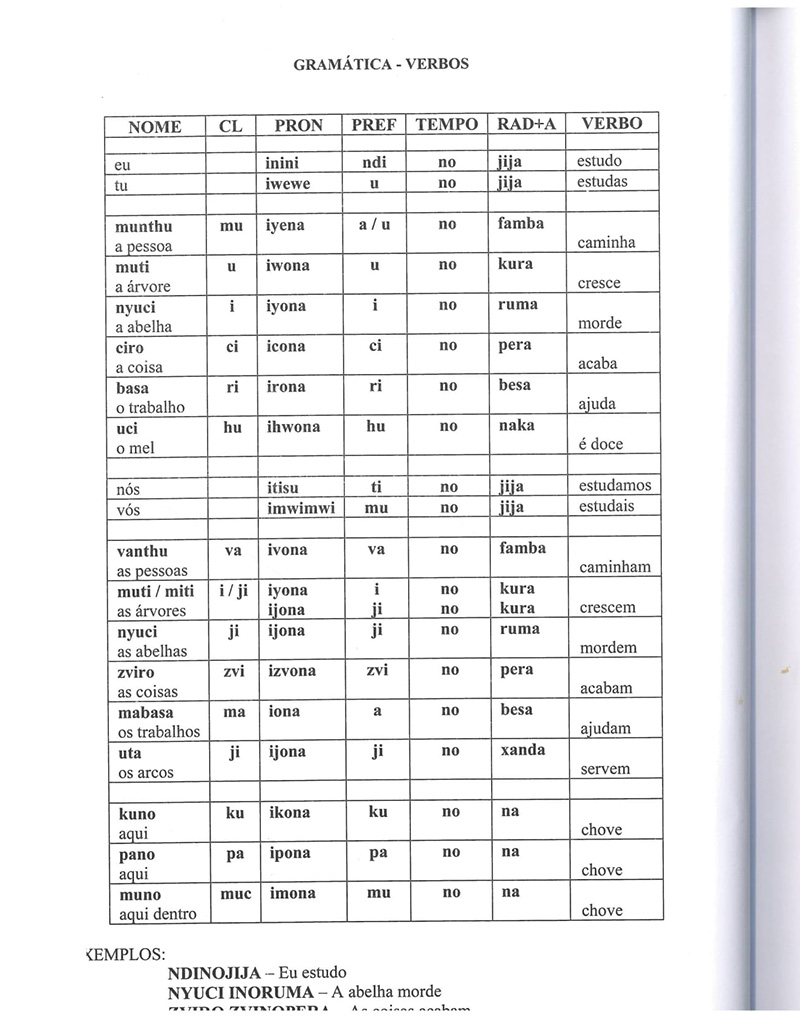 GRAMÁTICA - VERBOS
NOME CL PRON PREF TEMPO RAD+A VERBO
eu inini ndi no jija estudo
tu iwewe u no jija estudas
munthu mu iyena a / u no famba
a pessoa caminha
muti u iwona u no kura
a árvore cresce
nyuci i iyona i no ruma
a abelha morde
ciro ci icona ci no pera
a coisa acaba
basa ri irona ri no besa
o trabalho ajuda
uci hu ihwona hu no naka
o mel é doce
nós itisu ti no jija estudamos
vós imwimwi mu no jija estudais
vanthu va ivona va no famba
as pessoas caminham
muti / miti i / ji iyona i no kura
as árvores ijona ji no kura crescem
nyuci ji ijona ji no ruma
as abelhas mordem
zviro zvi izvona zvi no pera
as coisas acabam
mabasa ma iona a no besa
os trabalhos ajudam
uta ji ijona ji no xanda
os arcos servem
kuno ku ikona ku no na
aqui chove
pano pa ipona pa no na
aqui chove
muno muc imona mu no na
aqui dentro chove
XEMPLOS:
NDINOJIJA – Eu estudo
NYUCI INORUMA – A abelha morde
ZVIRO ZVINOPERA – As coisas acabam